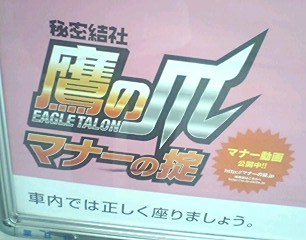 秘密結社
鷹の爪
EAGLE TALON
マナーの掟
マナー動画
公開中!!
車内では正しく座りましょう。